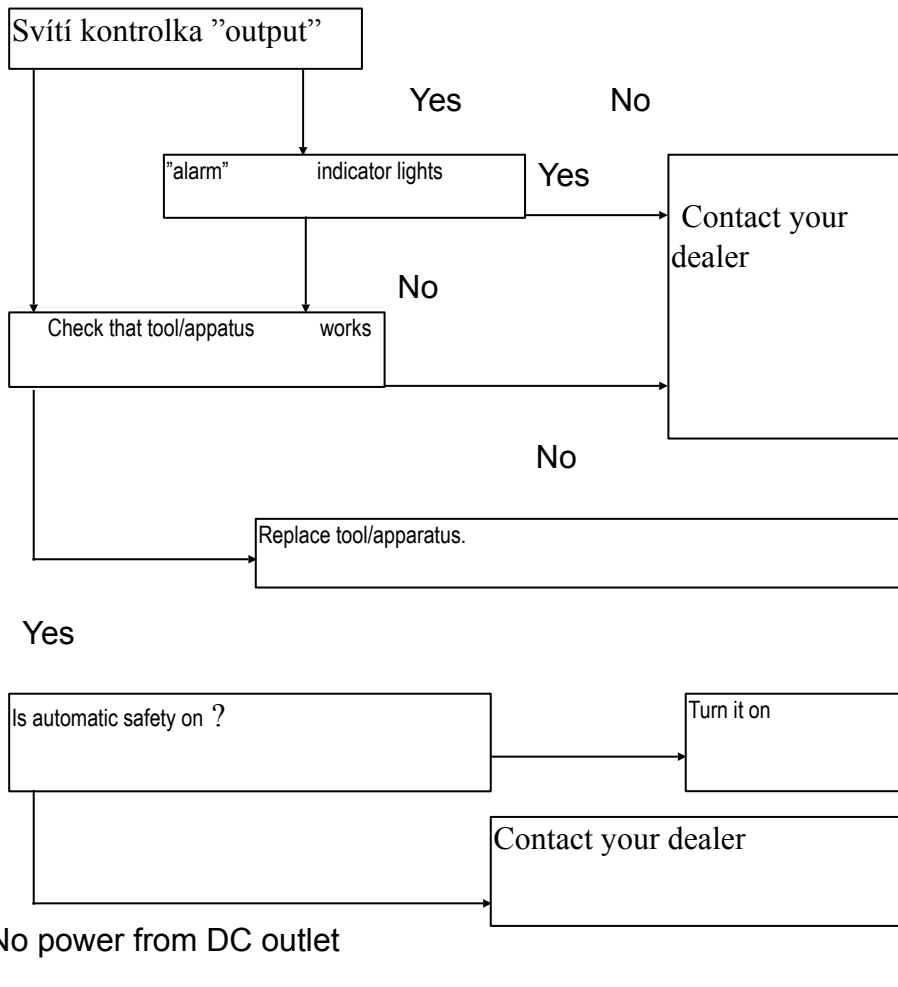 Svítí kontrolka ”output”
Yes
No
”alarm” indicator lights
Yes
Contact your
dealer
No
Check that tool/appatus works
No
Replace tool/apparatus.
Yes
Is automatic safety on ?
Turn it on
Contact your dealer
No power from DC outlet